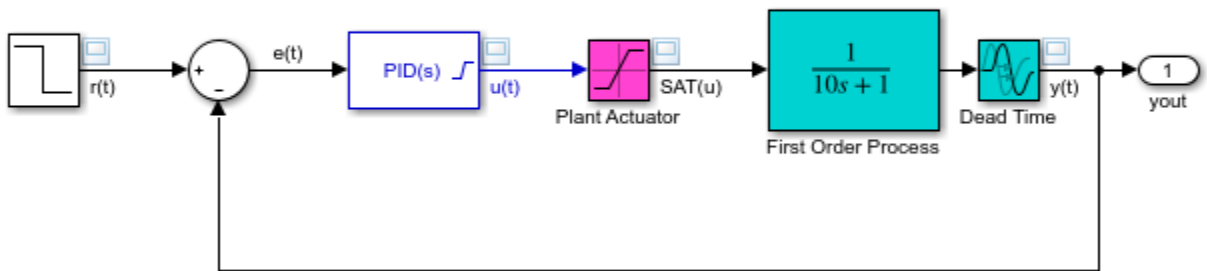 r(t)
+
−
e(t)
PID(s)
u(t)
Plant Actuator
SAT(u)
1
10s + 1
First Order Process
Dead Time
y(t)
1
yout